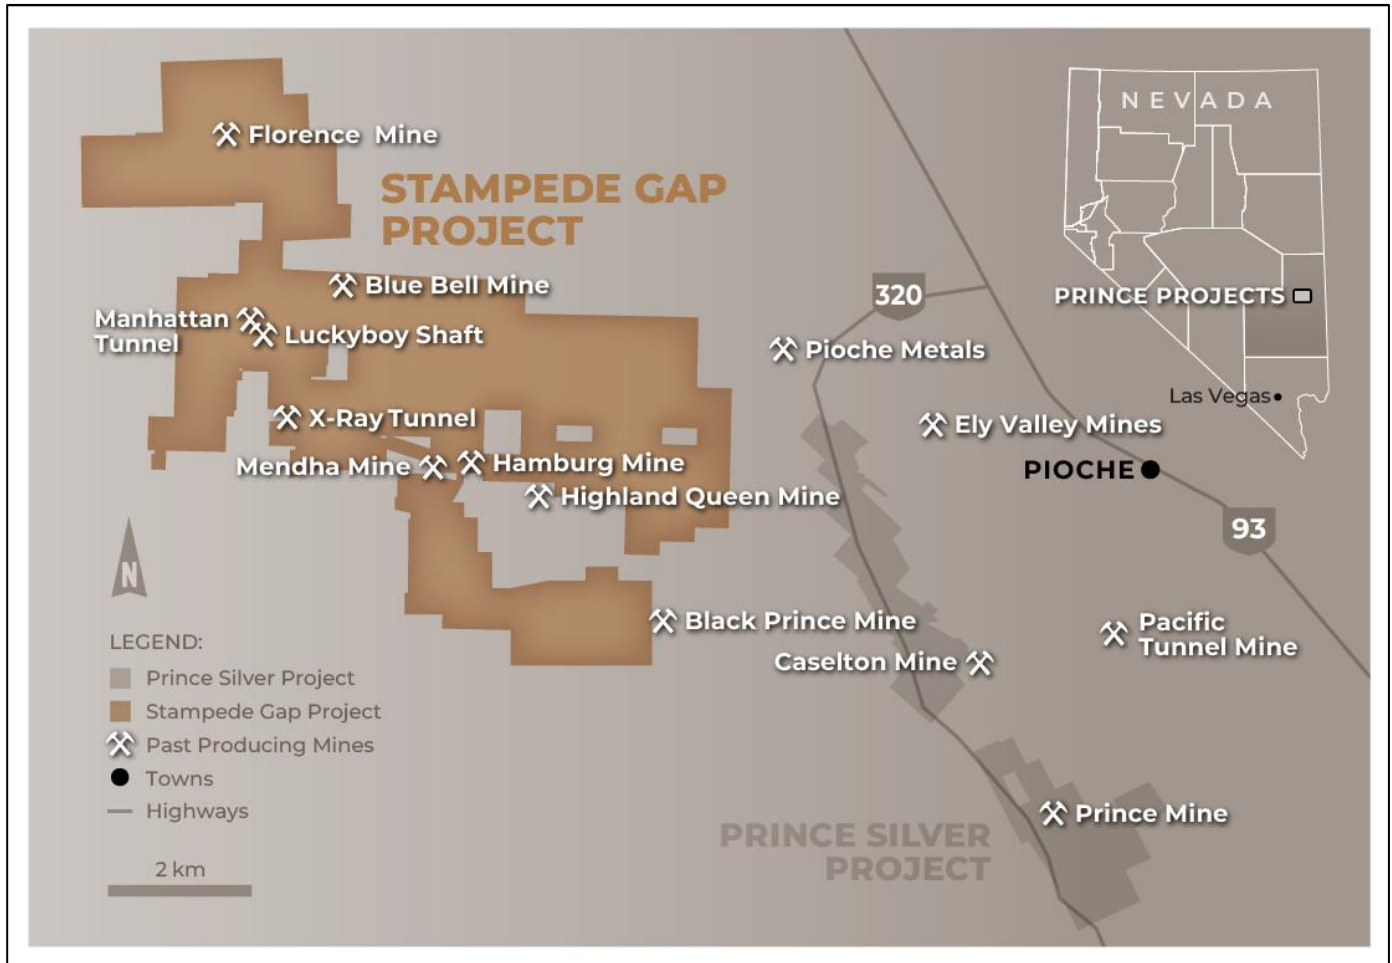 NEVADA
Florence Mine
STAMPEDE GAP
PROJECT
Blue Bell Mine
320
PRINCE PROJECTS
Manhattan
Tunnel
Luckyboy Shaft
Pioche Metals
Las Vegas
X-Ray Tunnel
Ely Valley Mines
Mendha Mine
Hamburg Mine
PIOCHE
Highland Queen Mine
93
N
Black Prince Mine
Pacific
Tunnel Mine
Caselton Mine
LEGEND:
Prince Silver Project
Stampede Gap Project
Past Producing Mines
Towns
Highways
2 km
Prince Mine
PRINCE SILVER
PROJECT